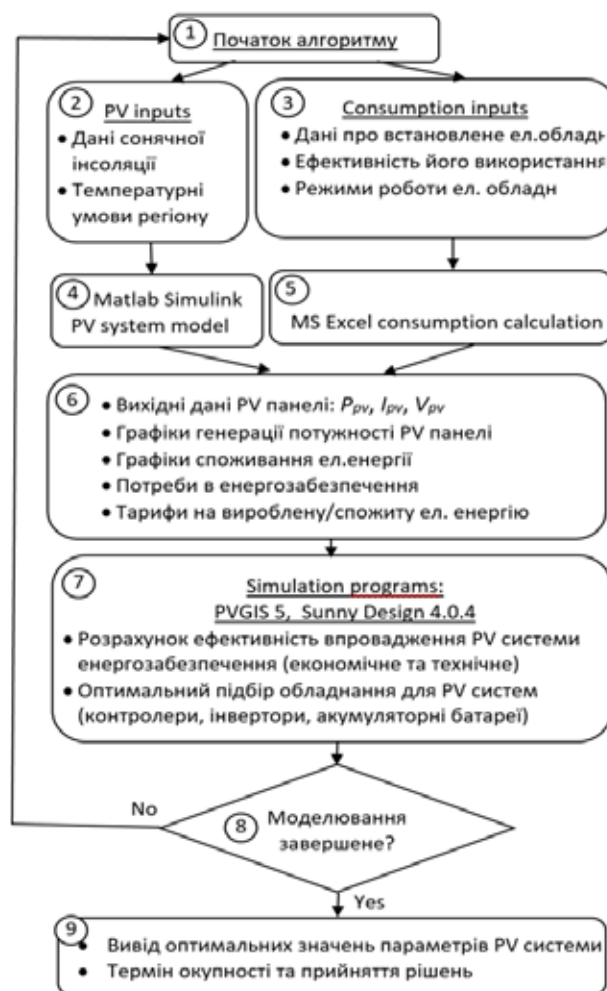 1
Початок алгоритму
2
PV inputs
• Дані сонячної
інсоляції
• Температурні
умови регіону
3
Consumption inputs
• Дані про встановлене ел.обладн
• Ефективність його використання
• Режими роботи ел. обладн
4
Matlab Simulink
PV system model
5
MS Excel consumption calculation
6
• Вихідні дані PV панелі: Ppv, Ipv, Vpv
• Графіки генерації потужності PV панелі
• Графіки споживання ел.енергії
• Потреби в енергозабезпечення
• Тарифи на вироблену/спожиту ел. енергію
7
Simulation programs:
PVGIS 5, Sunny Design 4.0.4
• Розрахунок ефективність впровадження PV системи
енергозабезпечення (економічне та технічне)
• Оптимальний підбір обладнання для PV систем
(контролери, інвертори, акумуляторні батареї)
No
8
Моделювання
завершене?
Yes
9
• Вивід оптимальних значень параметрів PV системи
• Термін окупності та прийняття рішень